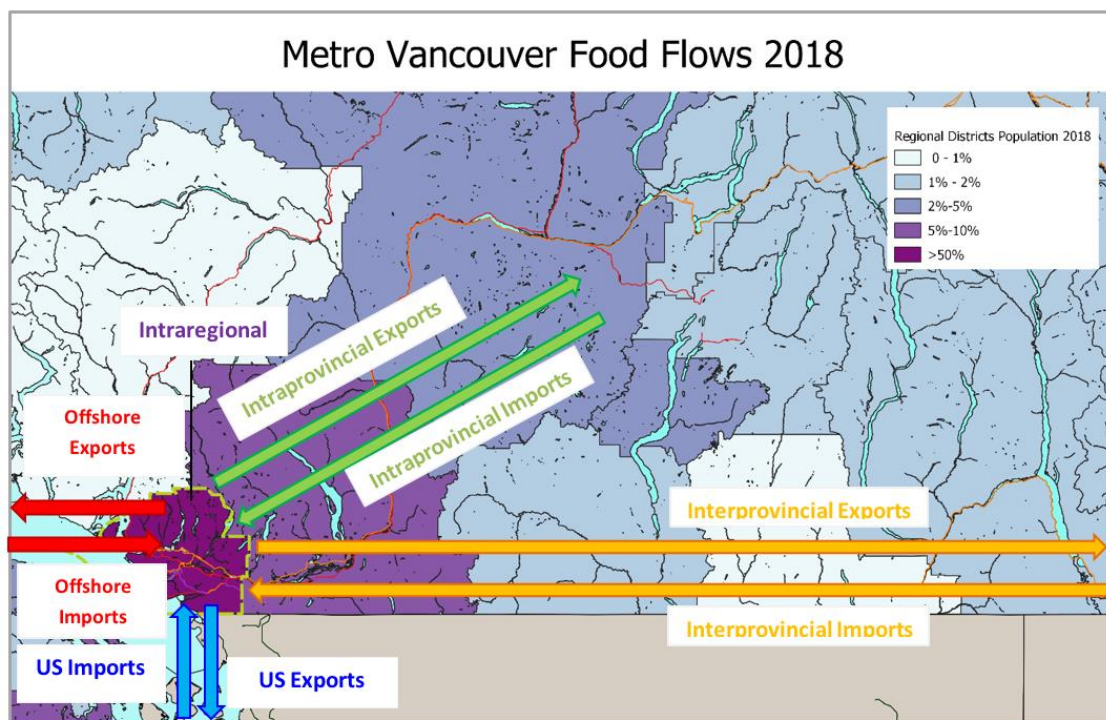 Metro Vancouver Food Flows 2018
Regional Districts Population 2018
0 - 1%
1% - 2%
2%-5%
5%-10%
>50%
Intraregional
Intraprovincial Exports
Intraprovincial Imports
Offshore
Exports
Interprovincial Exports
Offshore
Imports
Interprovincial Imports
US Imports
US Exports